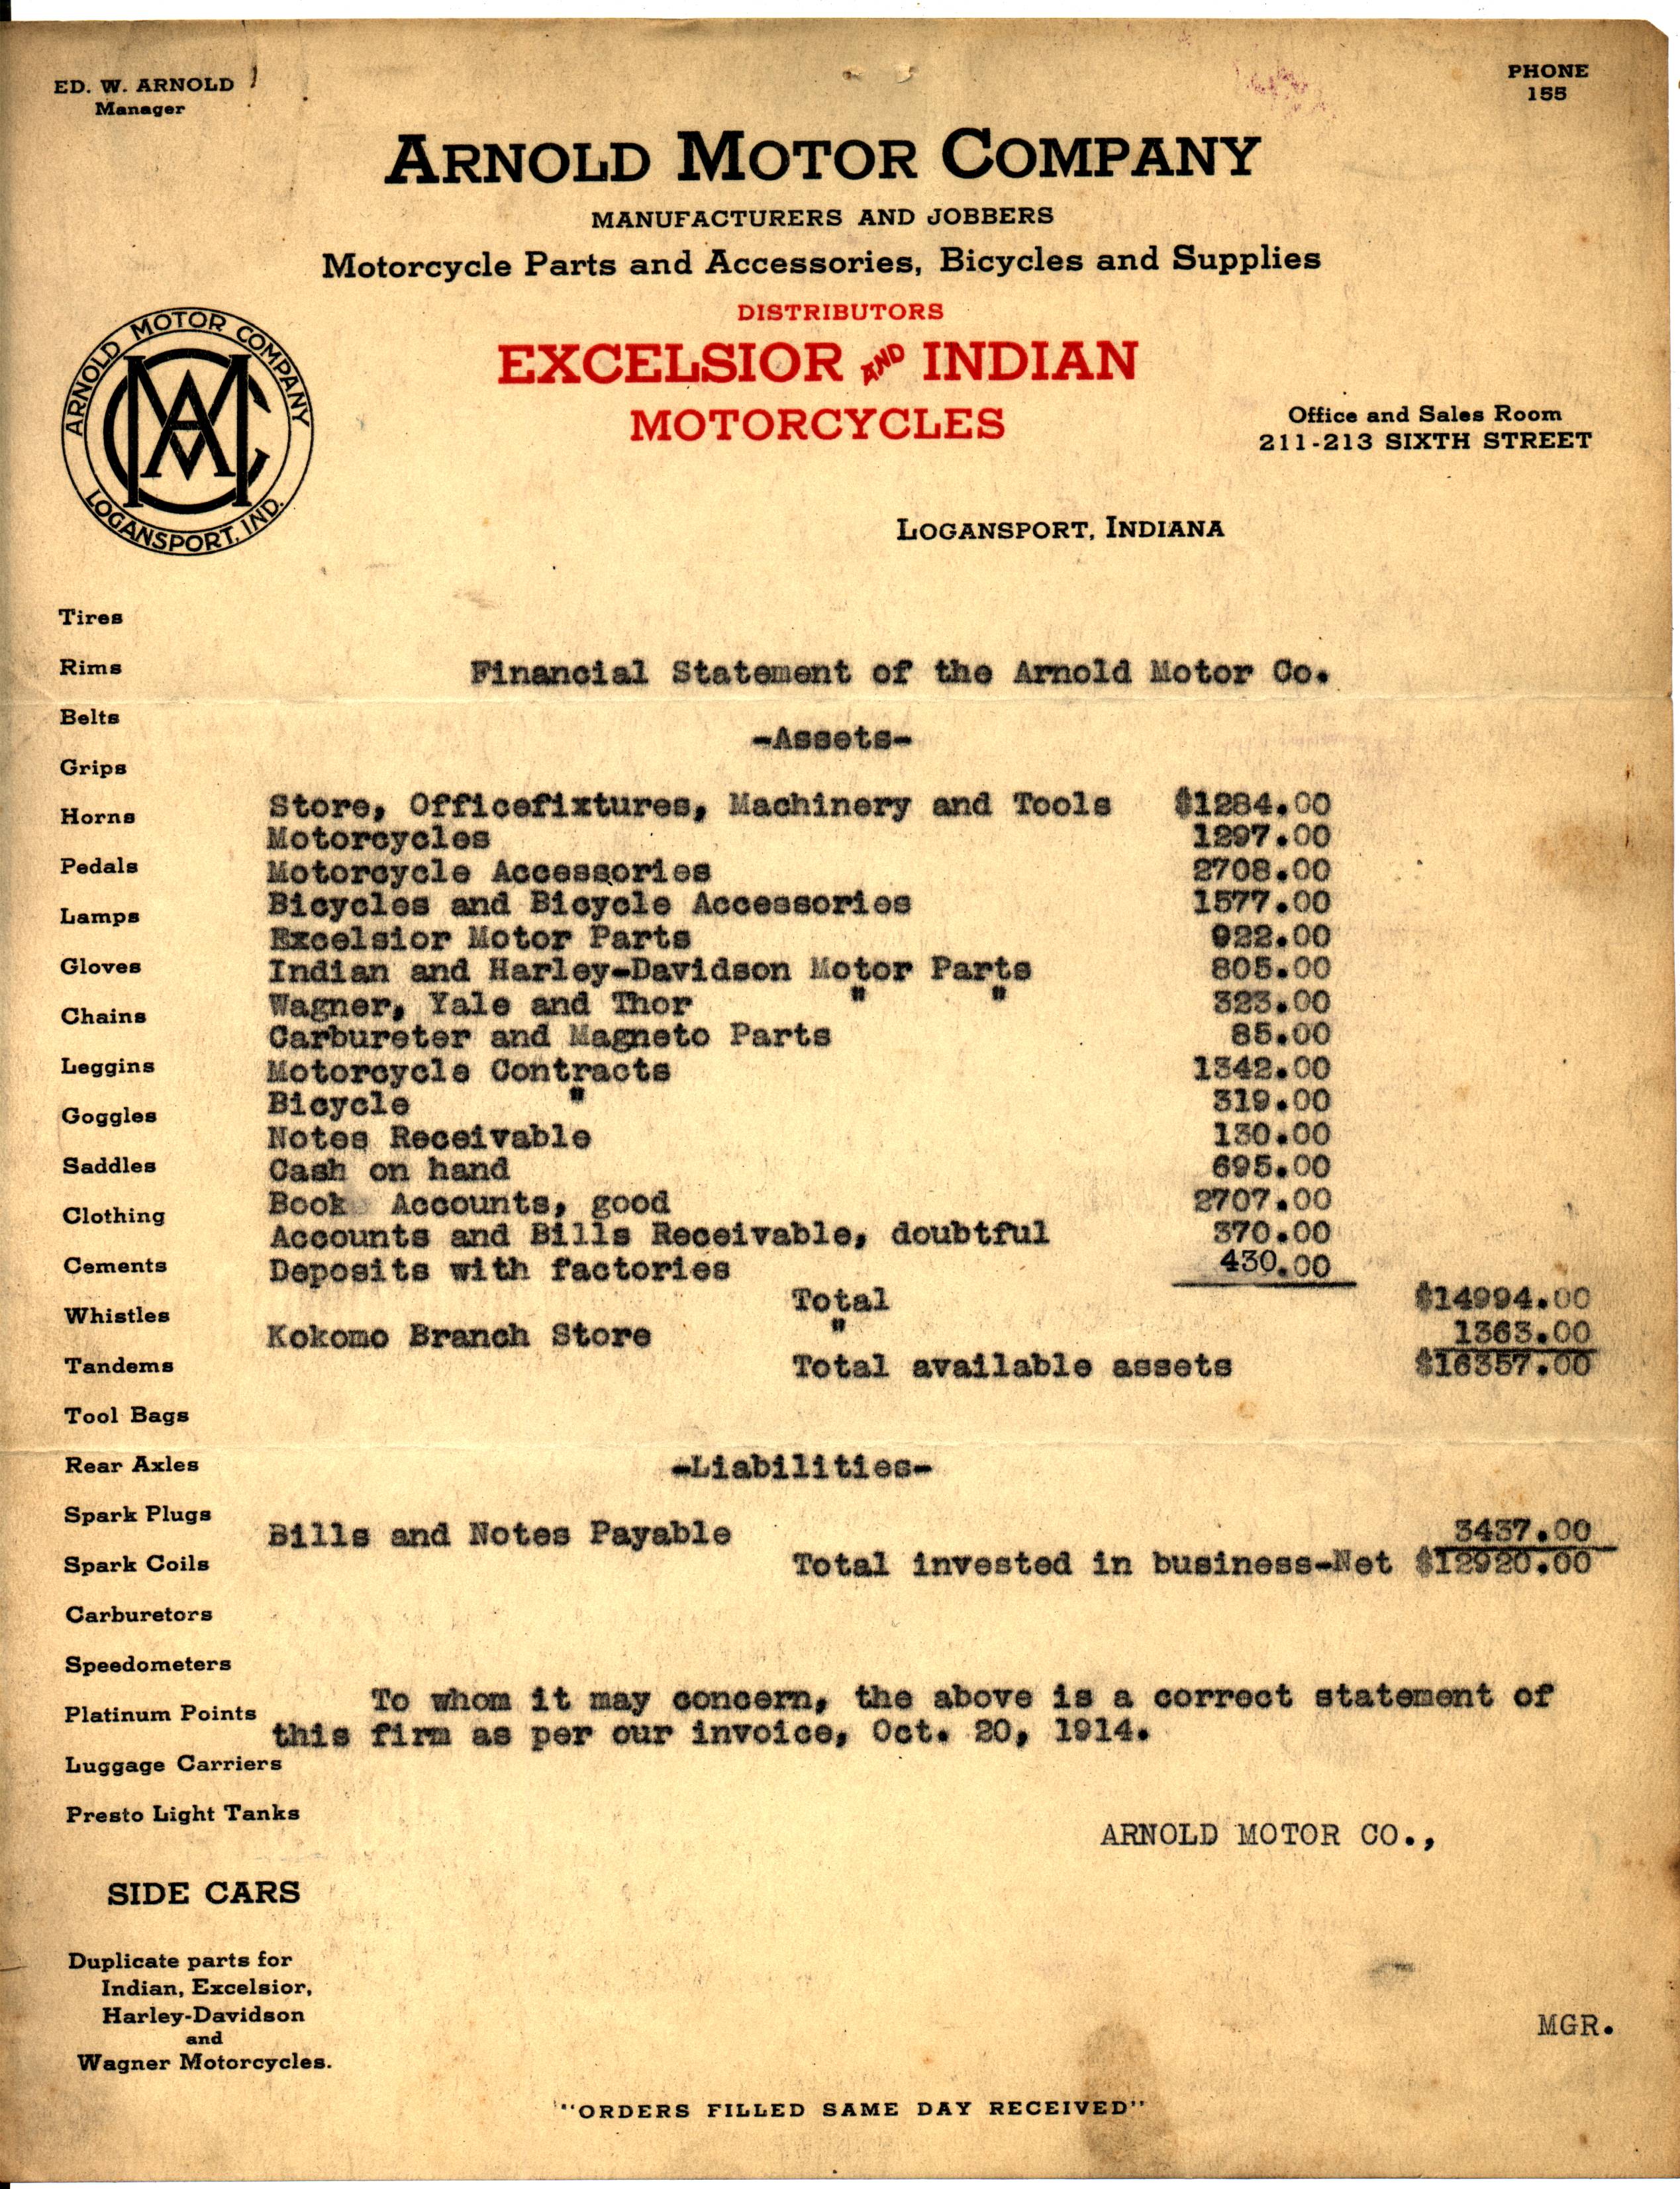 ED. W. ARNOLD
Manager
PHONE
155
ARNOLD MOTOR COMPANY
MANUFACTURERS AND JOBBERS
Motorcycle Parts and Accessories, Bicycles and Supplies
DISTRIBUTORS
EXCELSIOR AND INDIAN
MOTORCYCLES
ARNOLD MOTOR COMPANY
AMC
LOGANSPORT, IND.
Office and Sales Room
211-213 SIXTH STREET
LOGANSPORT, INDIANA
Tires
Rims
Belts
Grips
Horns
Pedals
Lamps
Gloves
Chains
Leggins
Goggles
Saddles
Clothing
Cements
Whistles
Tandems
Tool Bags
Rear Axles
Spark Plugs
Spark Coils
Carburetors
Speedometers
Platinum Points
Luggage Carriers
Presto Light Tanks
SIDE CARS
Duplicate parts for
Indian, Excelsior,
Harley-Davidson
and
Wagner Motorcycles.
Financial Statement of the Arnold Motor Co.
-Assets-
Store, Officefixtures, Machinery and Tools $1284.00
Motorcycles 1297.00
Motorcycle Accessories 2708.00
Bicycles and Bicycle Accessories 1577.00
Excelsior Motor Parts 922.00
Indian and Harley-Davidson Motor Parts 805.00
Wagner, Yale and Thor " " 323.00
Carbureter and Magneto Parts 85.00
Motorcycle Contracts 1342.00
Bicycle " 319.00
Notes Receivable 130.00
Cash on hand 695.00
Book Accounts, good 2707.00
Accounts and Bills Receivable, doubtful 370.00
Deposits with factories 430.00
Total $14994.00
Kokomo Branch Store " 1363.00
Total available assets $16357.00
-Liabilities-
Bills and Notes Payable 3437.00
Total invested in business-Net $12920.00
To whom it may concern, the above is a correct statement of
this firm as per our invoice, Oct. 20, 1914.
ARNOLD MOTOR CO.,
MGR.
"ORDERS FILLED SAME DAY RECEIVED"